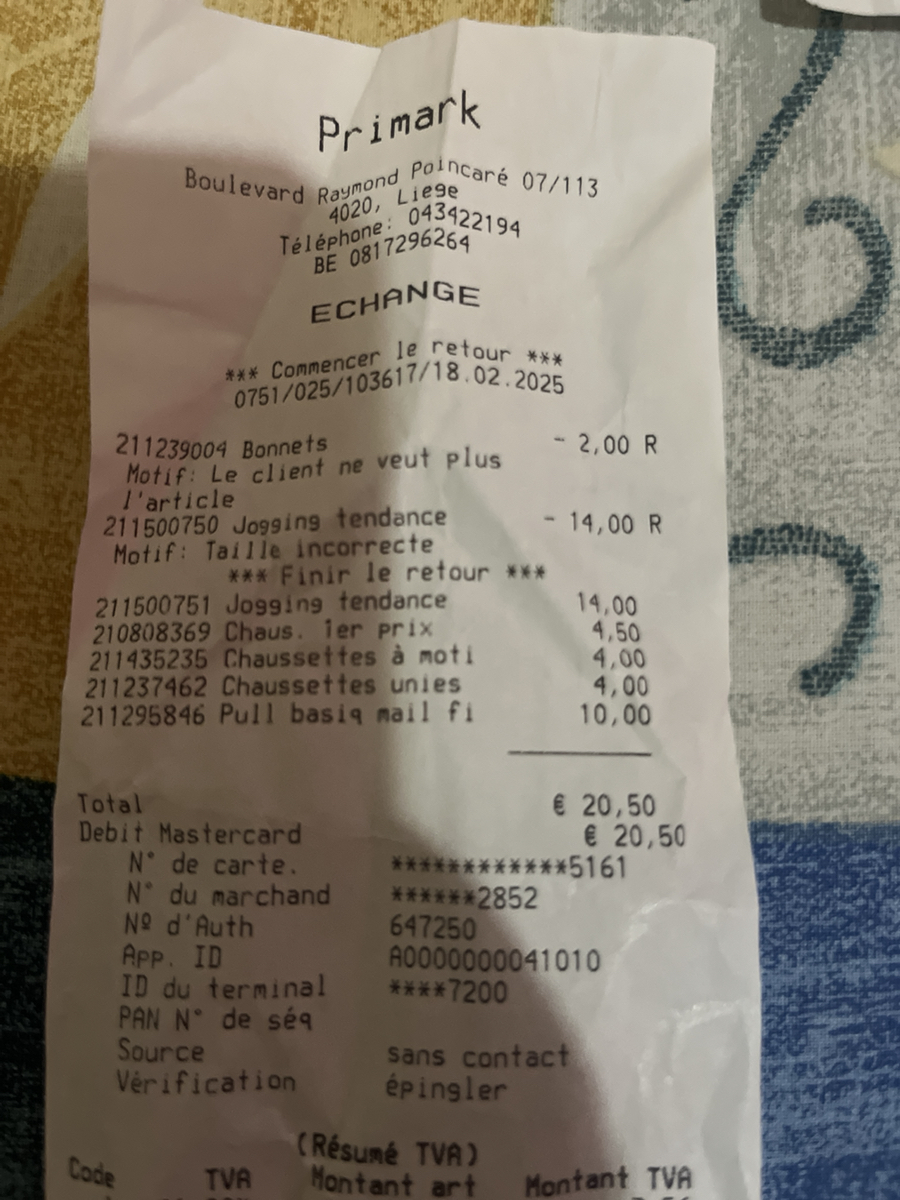 Primark
Boulevard Raymond Poincaré 07/113
4020, Liege
Téléphone: 043422194
BE 0817296264
ECHANGE
*** Commencer le retour ***
0751/025/103617/18.02.2025
211239004 Bonnets - 2,00 R
Motif: Le client ne veut plus
l'article
211500750 Jogging tendance - 14,00 R
Motif: Taille incorrecte
*** Finir le retour ***
211500751 Jogging tendance 14,00
210808369 Chaus. 1er prix 4,50
211435235 Chaussettes à moti 4,00
211237462 Chaussettes unies 4,00
211295846 Pull basiq mail fi 10,00
Total € 20,50
Debit Mastercard € 20,50
N° de carte. ************5161
N° du marchand ******2852
Nº d'Auth 647250
App. ID A0000000041010
ID du terminal ****7200
PAN N° de séq
Source sans contact
Vérification épingler
(Résumé TVA)
Code TVA Montant art Montant TVA